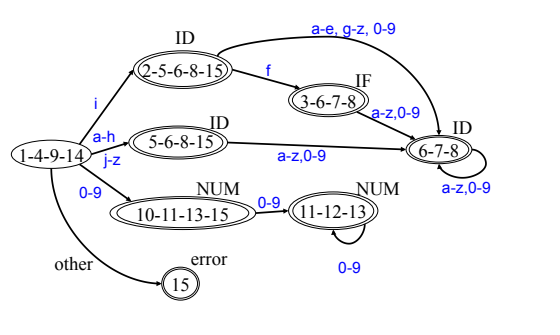 ID
a-e, g-z, 0-9
2-5-6-8-15
f
IF
3-6-7-8
i
a-z,0-9
ID
ID
a-h
5-6-8-15
1-4-9-14
j-z
a-z,0-9
6-7-8
0-9
NUM
NUM
a-z,0-9
10-11-13-15
0-9
11-12-13
other
error
0-9
15